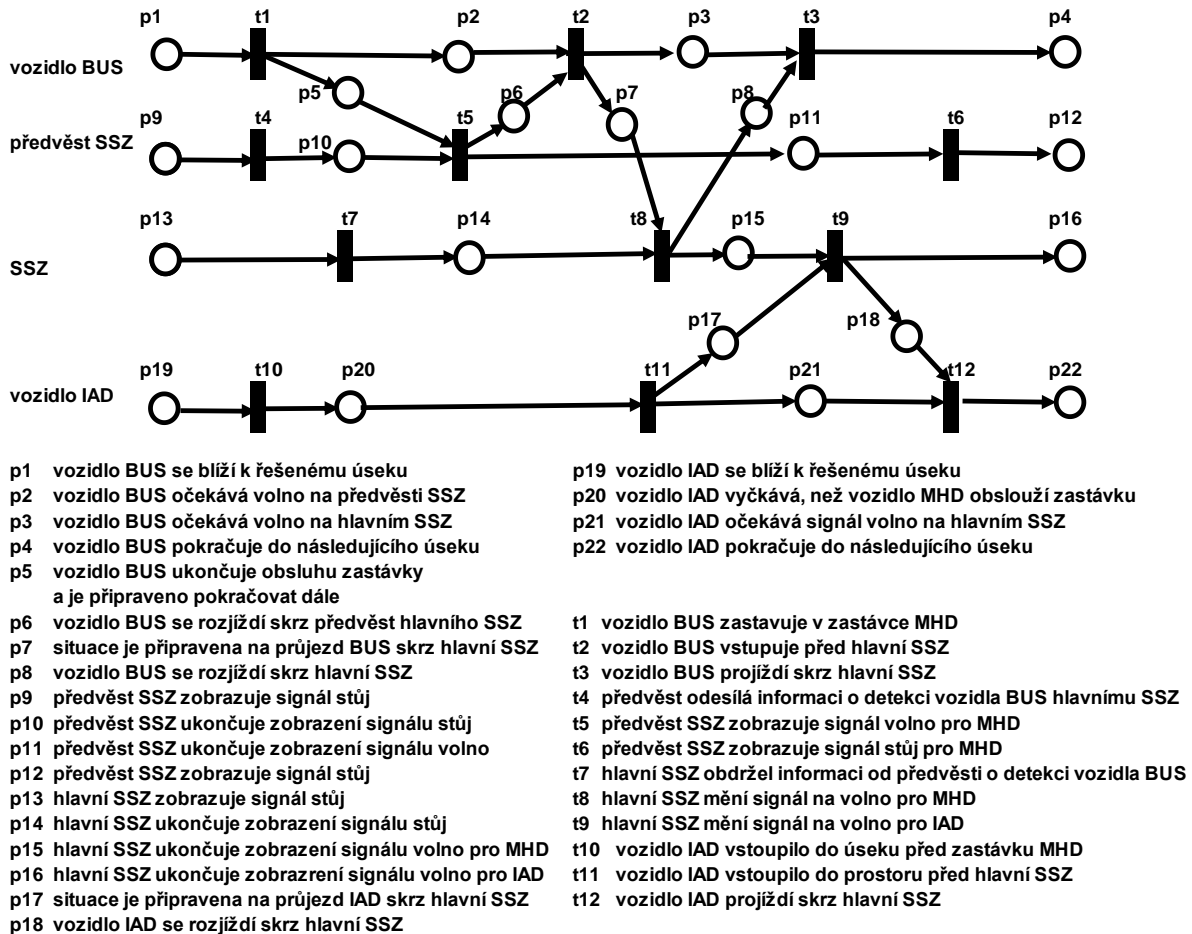 p1 t1 p2 t2 p3 t3 p4
vozidlo BUS
p5 p6 p7 p8
p9 t4 t5 p11 t6 p12
předvěst SSZ p10
p13 t7 p14 t8 p15 t9 p16
SSZ
p17 p18
p19 t10 p20 t11 p21 t12 p22
vozidlo IAD
p1 vozidlo BUS se blíží k řešenému úseku
p2 vozidlo BUS očekává volno na předvěsti SSZ
p3 vozidlo BUS očekává volno na hlavním SSZ
p4 vozidlo BUS pokračuje do následujícího úseku
p5 vozidlo BUS ukončuje obsluhu zastávky
a je připraveno pokračovat dále
p6 vozidlo BUS se rozjíždí skrz předvěst hlavního SSZ
p7 situace je připravena na průjezd BUS skrz hlavní SSZ
p8 vozidlo BUS se rozjíždí skrz hlavní SSZ
p9 předvěst SSZ zobrazuje signál stůj
p10 předvěst SSZ ukončuje zobrazení signálu stůj
p11 předvěst SSZ ukončuje zobrazení signálu volno
p12 předvěst SSZ zobrazuje signál stůj
p13 hlavní SSZ zobrazuje signál stůj
p14 hlavní SSZ ukončuje zobrazení signálu stůj
p15 hlavní SSZ ukončuje zobrazení signálu volno pro MHD
p16 hlavní SSZ ukončuje zobrazrení signálu volno pro IAD
p17 situace je připravena na průjezd IAD skrz hlavní SSZ
p18 vozidlo IAD se rozjíždí skrz hlavní SSZ
p19 vozidlo IAD se blíží k řešenému úseku
p20 vozidlo IAD vyčkává, než vozidlo MHD obslouží zastávku
p21 vozidlo IAD očekává signál volno na hlavním SSZ
p22 vozidlo IAD pokračuje do následujícího úseku
t1 vozidlo BUS zastavuje v zastávce MHD
t2 vozidlo BUS vstupuje před hlavní SSZ
t3 vozidlo BUS projíždí skrz hlavní SSZ
t4 předvěst odesílá informaci o detekci vozidla BUS hlavnímu SSZ
t5 předvěst SSZ zobrazuje signál volno pro MHD
t6 předvěst SSZ zobrazuje signál stůj pro MHD
t7 hlavní SSZ obdržel informaci od předvěsti o detekci vozidla BUS
t8 hlavní SSZ mění signál na volno pro MHD
t9 hlavní SSZ mění signál na volno pro IAD
t10 vozidlo IAD vstoupilo do úseku před zastávku MHD
t11 vozidlo IAD vstoupilo do prostoru před hlavní SSZ
t12 vozidlo IAD projíždí skrz hlavní SSZ